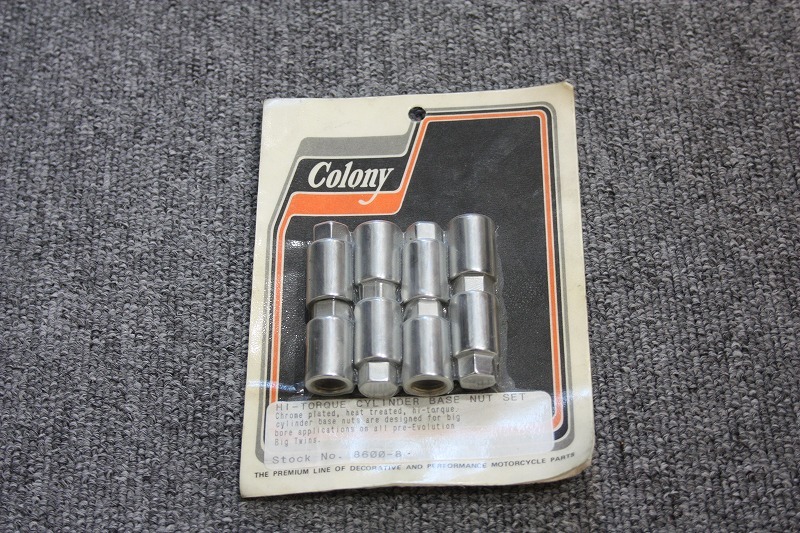 Colony
HI-TORQUE CYLINDER BASE NUT SET
Chrome plated, heat treated, hi-torque
cylinder base nuts are designed for big
bore applications on all pre-Evolution
Big Twins.
Stock No. 8600-8
THE PREMIUM LINE OF DECORATIVE AND PERFORMANCE MOTORCYCLE PARTS